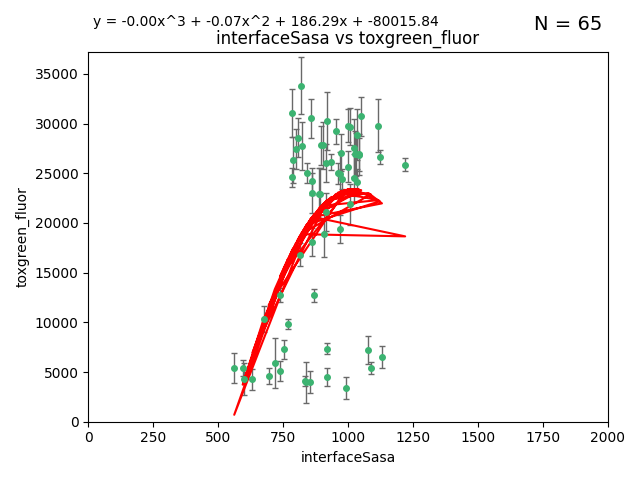 y = -0.00x^3 + -0.07x^2 + 186.29x + -80015.84
N = 65
interfaceSasa vs toxgreen_fluor
35000
30000
25000
20000
15000
10000
5000
0
toxgreen_fluor
0 250 500 750 1000 1250 1500 1750 2000
interfaceSasa